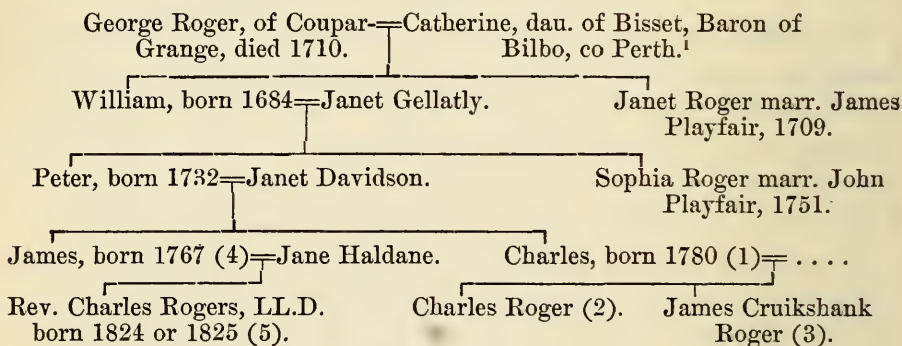 George Roger, of Coupar-=Catherine, dau. of Bisset, Baron of
Grange, died 1710. Bilbo, co Perth.¹
William, born 1684=Janet Gellatly. Janet Roger marr. James
Playfair, 1709.
Peter, born 1732=Janet Davidson. Sophia Roger marr. John
Playfair, 1751.
James, born 1767 (4)=Jane Haldane. Charles, born 1780 (1)= . . . .
Rev. Charles Rogers, LL.D. Charles Roger (2). James Cruikshank
born 1824 or 1825 (5). Roger (3).